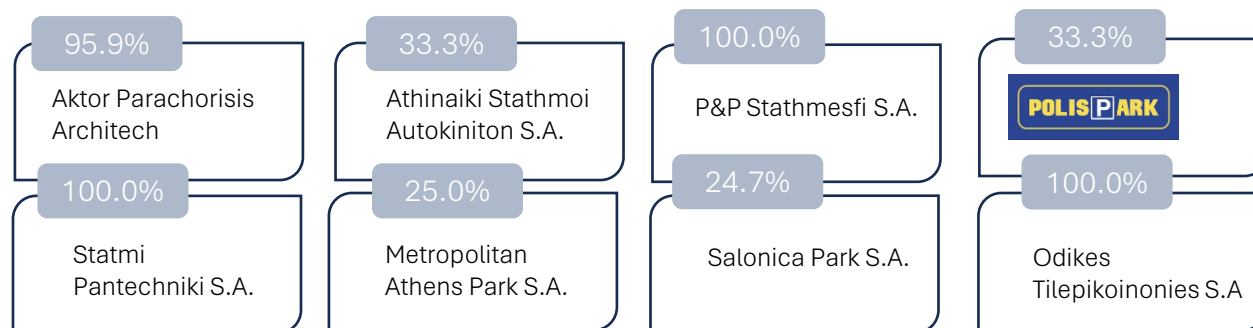 95.9%
Aktor Parachorisis
Architech
33.3%
Athinaiki Stathmoi
Autokiniton S.A.
100.0%
P&P Stathmesfi S.A.
33.3%
POLISPARK
100.0%
Statmi
Pantechniki S.A.
25.0%
Metropolitan
Athens Park S.A.
24.7%
Salonica Park S.A.
100.0%
Odikes
Tilepikoinonies S.A